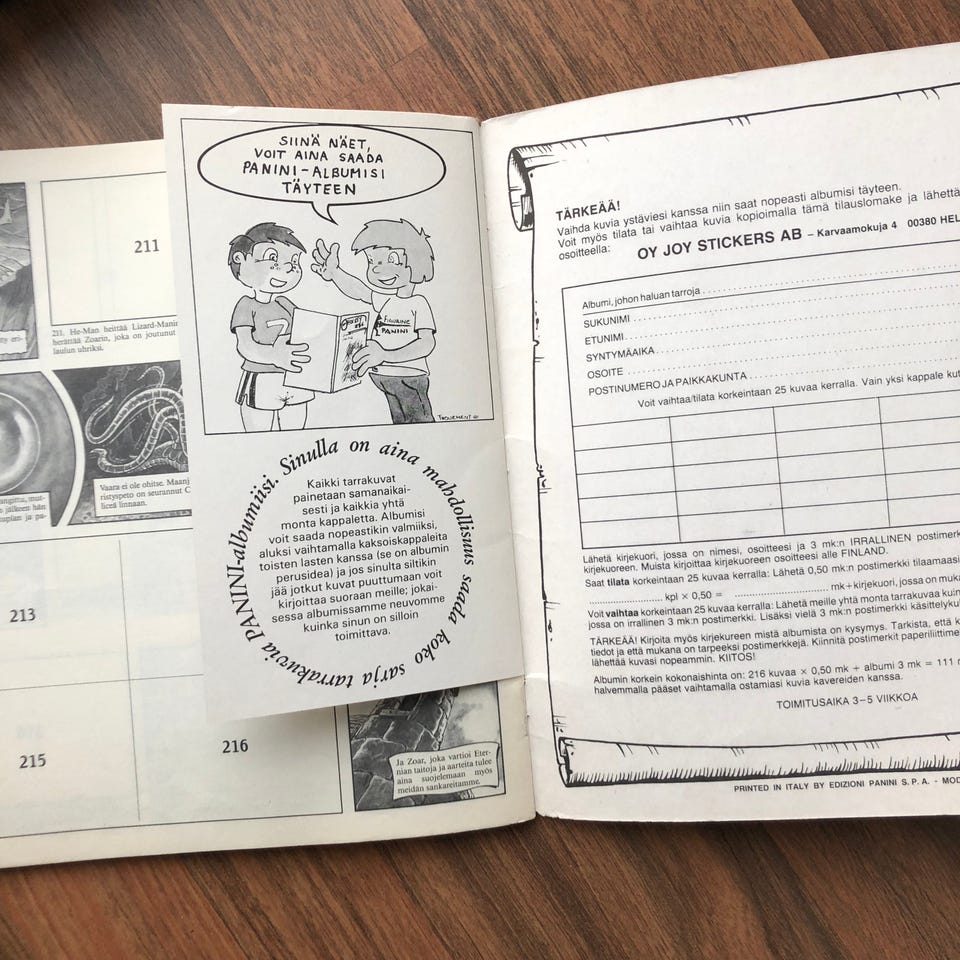 211
211. He-Man heittää Lizard-Manin
herättää Zoarin, joka on joutunut
laulun uhriksi.
Vaara ei ole ohitse. Maanj
ristyspeto on seurannut C
liceä linnaan.
213
215
216
Ja Zoar, joka vartioi Eter-
nian taitoja ja aarteita tulee
aina suojelemaan myös
meidän sankareitamme.
SIINÄ NÄET,
VOIT AINA SAADA
PANINI-ALBUMISI
TÄYTEEN
FIGURINE
PANINI
Sinulla on aina mahdollisuus saada koko sarja tarrakuvia PANINI-albumiisi.
Kaikki tarrakuvat
painetaan samanaikai-
sesti ja kaikkia yhtä
monta kappaletta. Albumisi
voit saada nopeastikin valmiiksi,
aluksi vaihtamalla kaksoiskappaleita
toisten lasten kanssa (se on albumin
perusidea) ja jos sinulta siltikin
jää jotkut kuvat puuttumaan voit
kirjoittaa suoraan meille; jokai-
sessa albumissamme neuvomme
kuinka sinun on silloin
toimittava.
TÄRKEÄÄ!
Vaihda kuvia ystäviesi kanssa niin saat nopeasti albumisi täyteen.
Voit myös tilata tai vaihtaa kuvia kopioimalla tämä tilauslomake ja lähettä
osoitteella: OY JOY STICKERS AB – Karvaamokuja 4 00380 HEL
Albumi, johon haluan tarroja
SUKUNIMI
ETUNIMI
SYNTYMÄAIKA
OSOITE
POSTINUMERO JA PAIKKAKUNTA
Voit vaihtaa/tilata korkeintaan 25 kuvaa kerralla. Vain yksi kappale kut
Lähetä kirjekuori, jossa on nimesi, osoitteesi ja 3 mk:n IRRALLINEN postimerk
kirjekuoreen. Muista kirjoittaa kirjekuoreen osoitteesi alle FINLAND.
Saat tilata korkeintaan 25 kuvaa kerralla: Lähetä 0,50 mk:n postimerkki tilaamais
kpl × 0,50 = mk + kirjekuori, jossa on muka
Voit vaihtaa korkeintaan 25 kuvaa kerralla: Lähetä meille yhtä monta tarrakuvaa kuin
jossa on irrallinen 3 mk:n postimerkki. Lisäksi vielä 3 mk:n postimerkki käsittelykul
TÄRKEÄÄ! Kirjoita myös kirjekureen mistä albumista on kysymys. Tarkista, että k
tiedot ja että mukana on tarpeeksi postimerkkejä. Kiinnitä postimerkit paperiliittime
lähettää kuvasi nopeammin. KIITOS!
Albumin korkein kokonaishinta on: 216 kuvaa × 0,50 mk + albumi 3 mk = 111 m
halvemmalla pääset vaihtamalla ostamiasi kuvia kavereiden kanssa.
TOIMITUSAIKA 3–5 VIIKKOA
PRINTED IN ITALY BY EDIZIONI PANINI S.P.A. - MOD